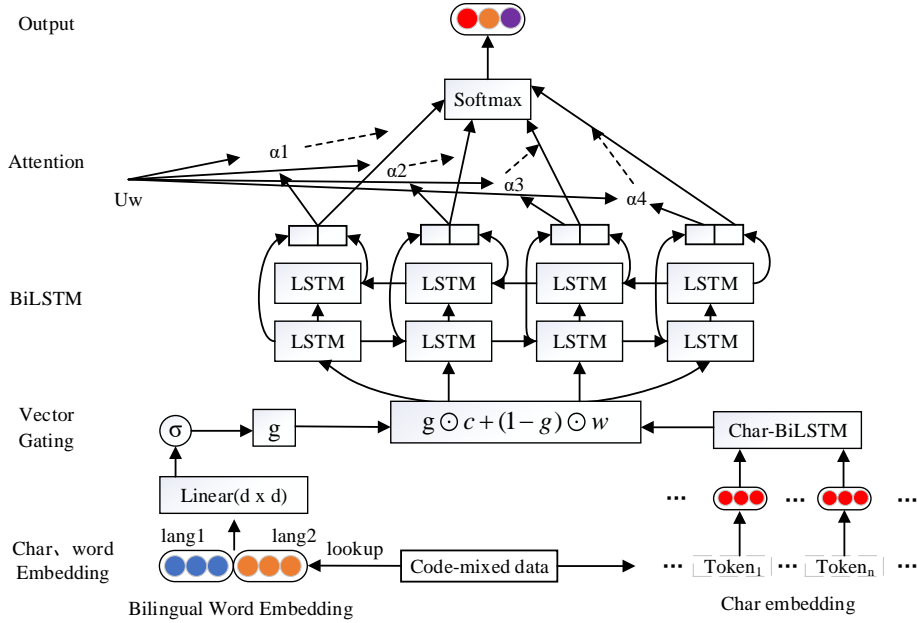 Output
Softmax
Attention
α1
α2
α3
α4
Uw
BiLSTM
LSTM LSTM LSTM LSTM
LSTM LSTM LSTM LSTM
Vector
Gating
σ
g
g ⊙ c + (1 − g) ⊙ w
Char-BiLSTM
Linear(d x d)
... ... ...
lang1 lang2
Char、word
Embedding
lookup
Code-mixed data
... Token₁ ... Tokenₙ ...
Bilingual Word Embedding
Char embedding